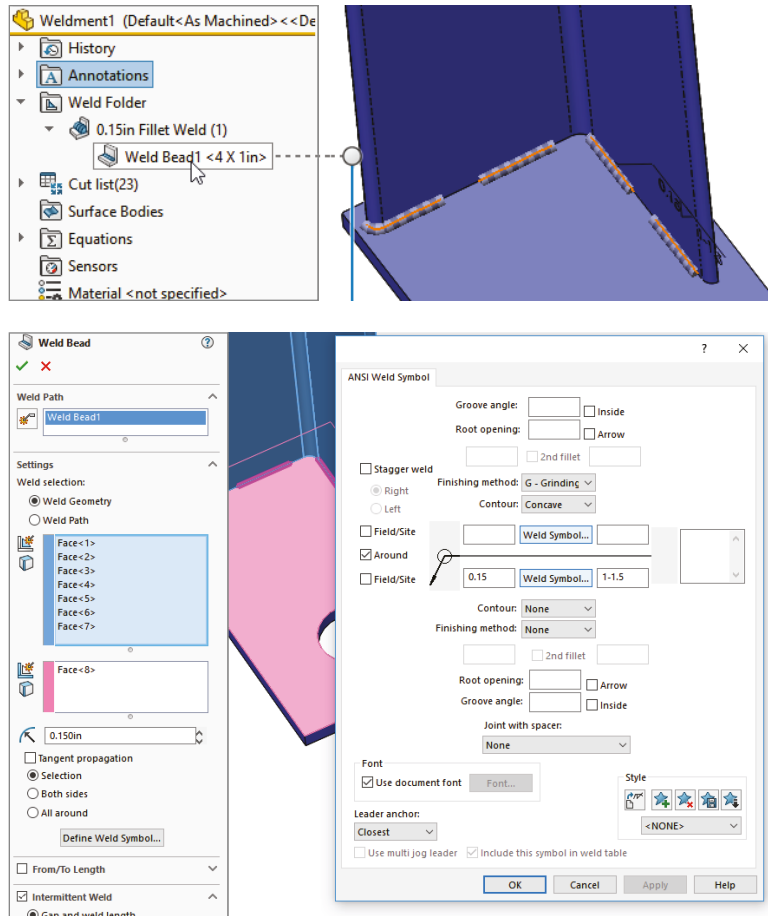 Weldment1 (Default<As Machined><<De
History
Annotations
Weld Folder
0.15in Fillet Weld (1)
Weld Bead1 <4 X 1in>
Cut list(23)
Surface Bodies
Equations
Sensors
Material <not specified>
Weld Bead
Weld Path
Weld Bead1
Settings
Weld selection:
Weld Geometry
Weld Path
Face<1>
Face<2>
Face<3>
Face<4>
Face<5>
Face<6>
Face<7>
Face<8>
0.150in
Tangent propagation
Selection
Both sides
All around
Define Weld Symbol...
From/To Length
Intermittent Weld
Gap and weld length
?
ANSI Weld Symbol
Groove angle:
Inside
Root opening:
Arrow
2nd fillet
Stagger weld
Right
Left
Finishing method: G - Grinding
Contour: Concave
Field/Site
Weld Symbol...
Around
Field/Site
0.15
Weld Symbol...
1-1.5
Contour: None
Finishing method: None
2nd fillet
Root opening:
Arrow
Groove angle:
Inside
Joint with spacer:
None
Font
Use document font
Font...
Style
<NONE>
Leader anchor:
Closest
Use multi jog leader
Include this symbol in weld table
OK
Cancel
Apply
Help